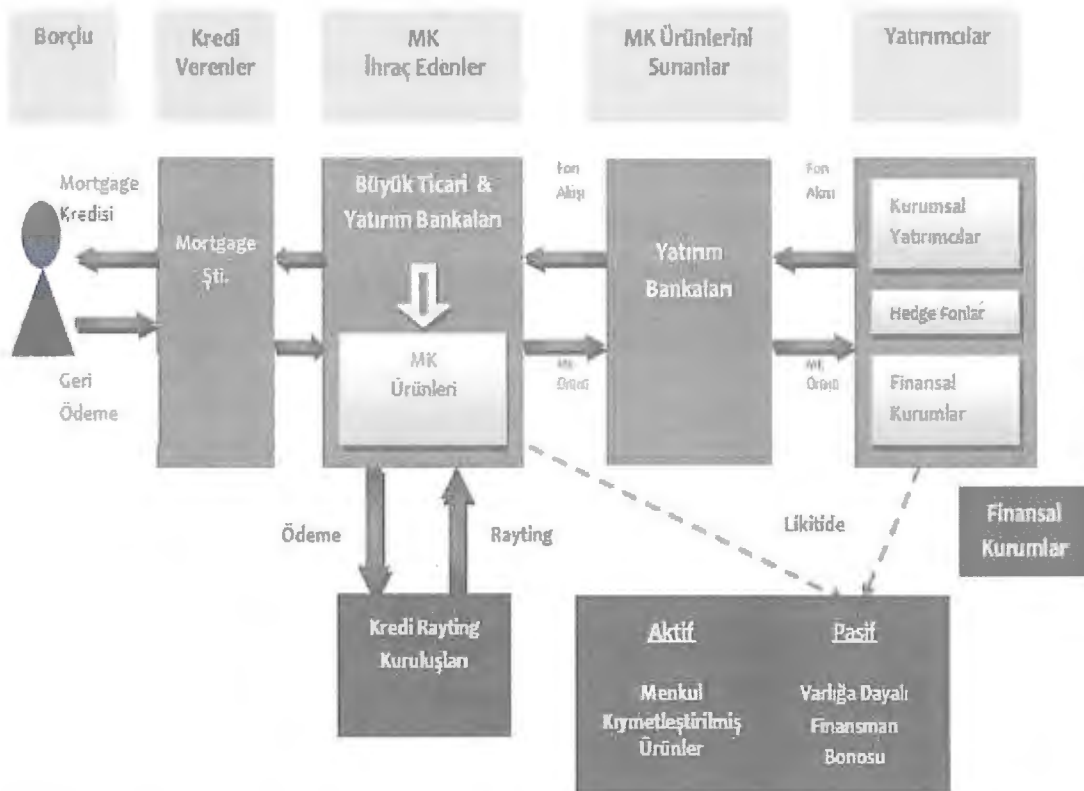 Borçlu
Kredi
Verenler
MK
İhraç Edenler
MK Ürünlerini
Sunanlar
Yatırımcılar
Mortgage
Kredisi
Geri
Ödeme
Mortgage
Şti.
Büyük Ticari &
Yatırım Bankaları
MK
Ürünleri
Fon
Akışı
MK
Ürünü
Yatırım
Bankaları
Fon
Akışı
MK
Ürünü
Kurumsal
Yatırımcılar
Hedge Fonlar
Finansal
Kurumlar
Ödeme
Rayting
Likitide
Finansal
Kurumlar
Kredi Rayting
Kuruluşları
Aktif
Menkul
Kıymetleştirilmiş
Ürünler
Pasif
Varlığa Dayalı
Finansman
Bonosu